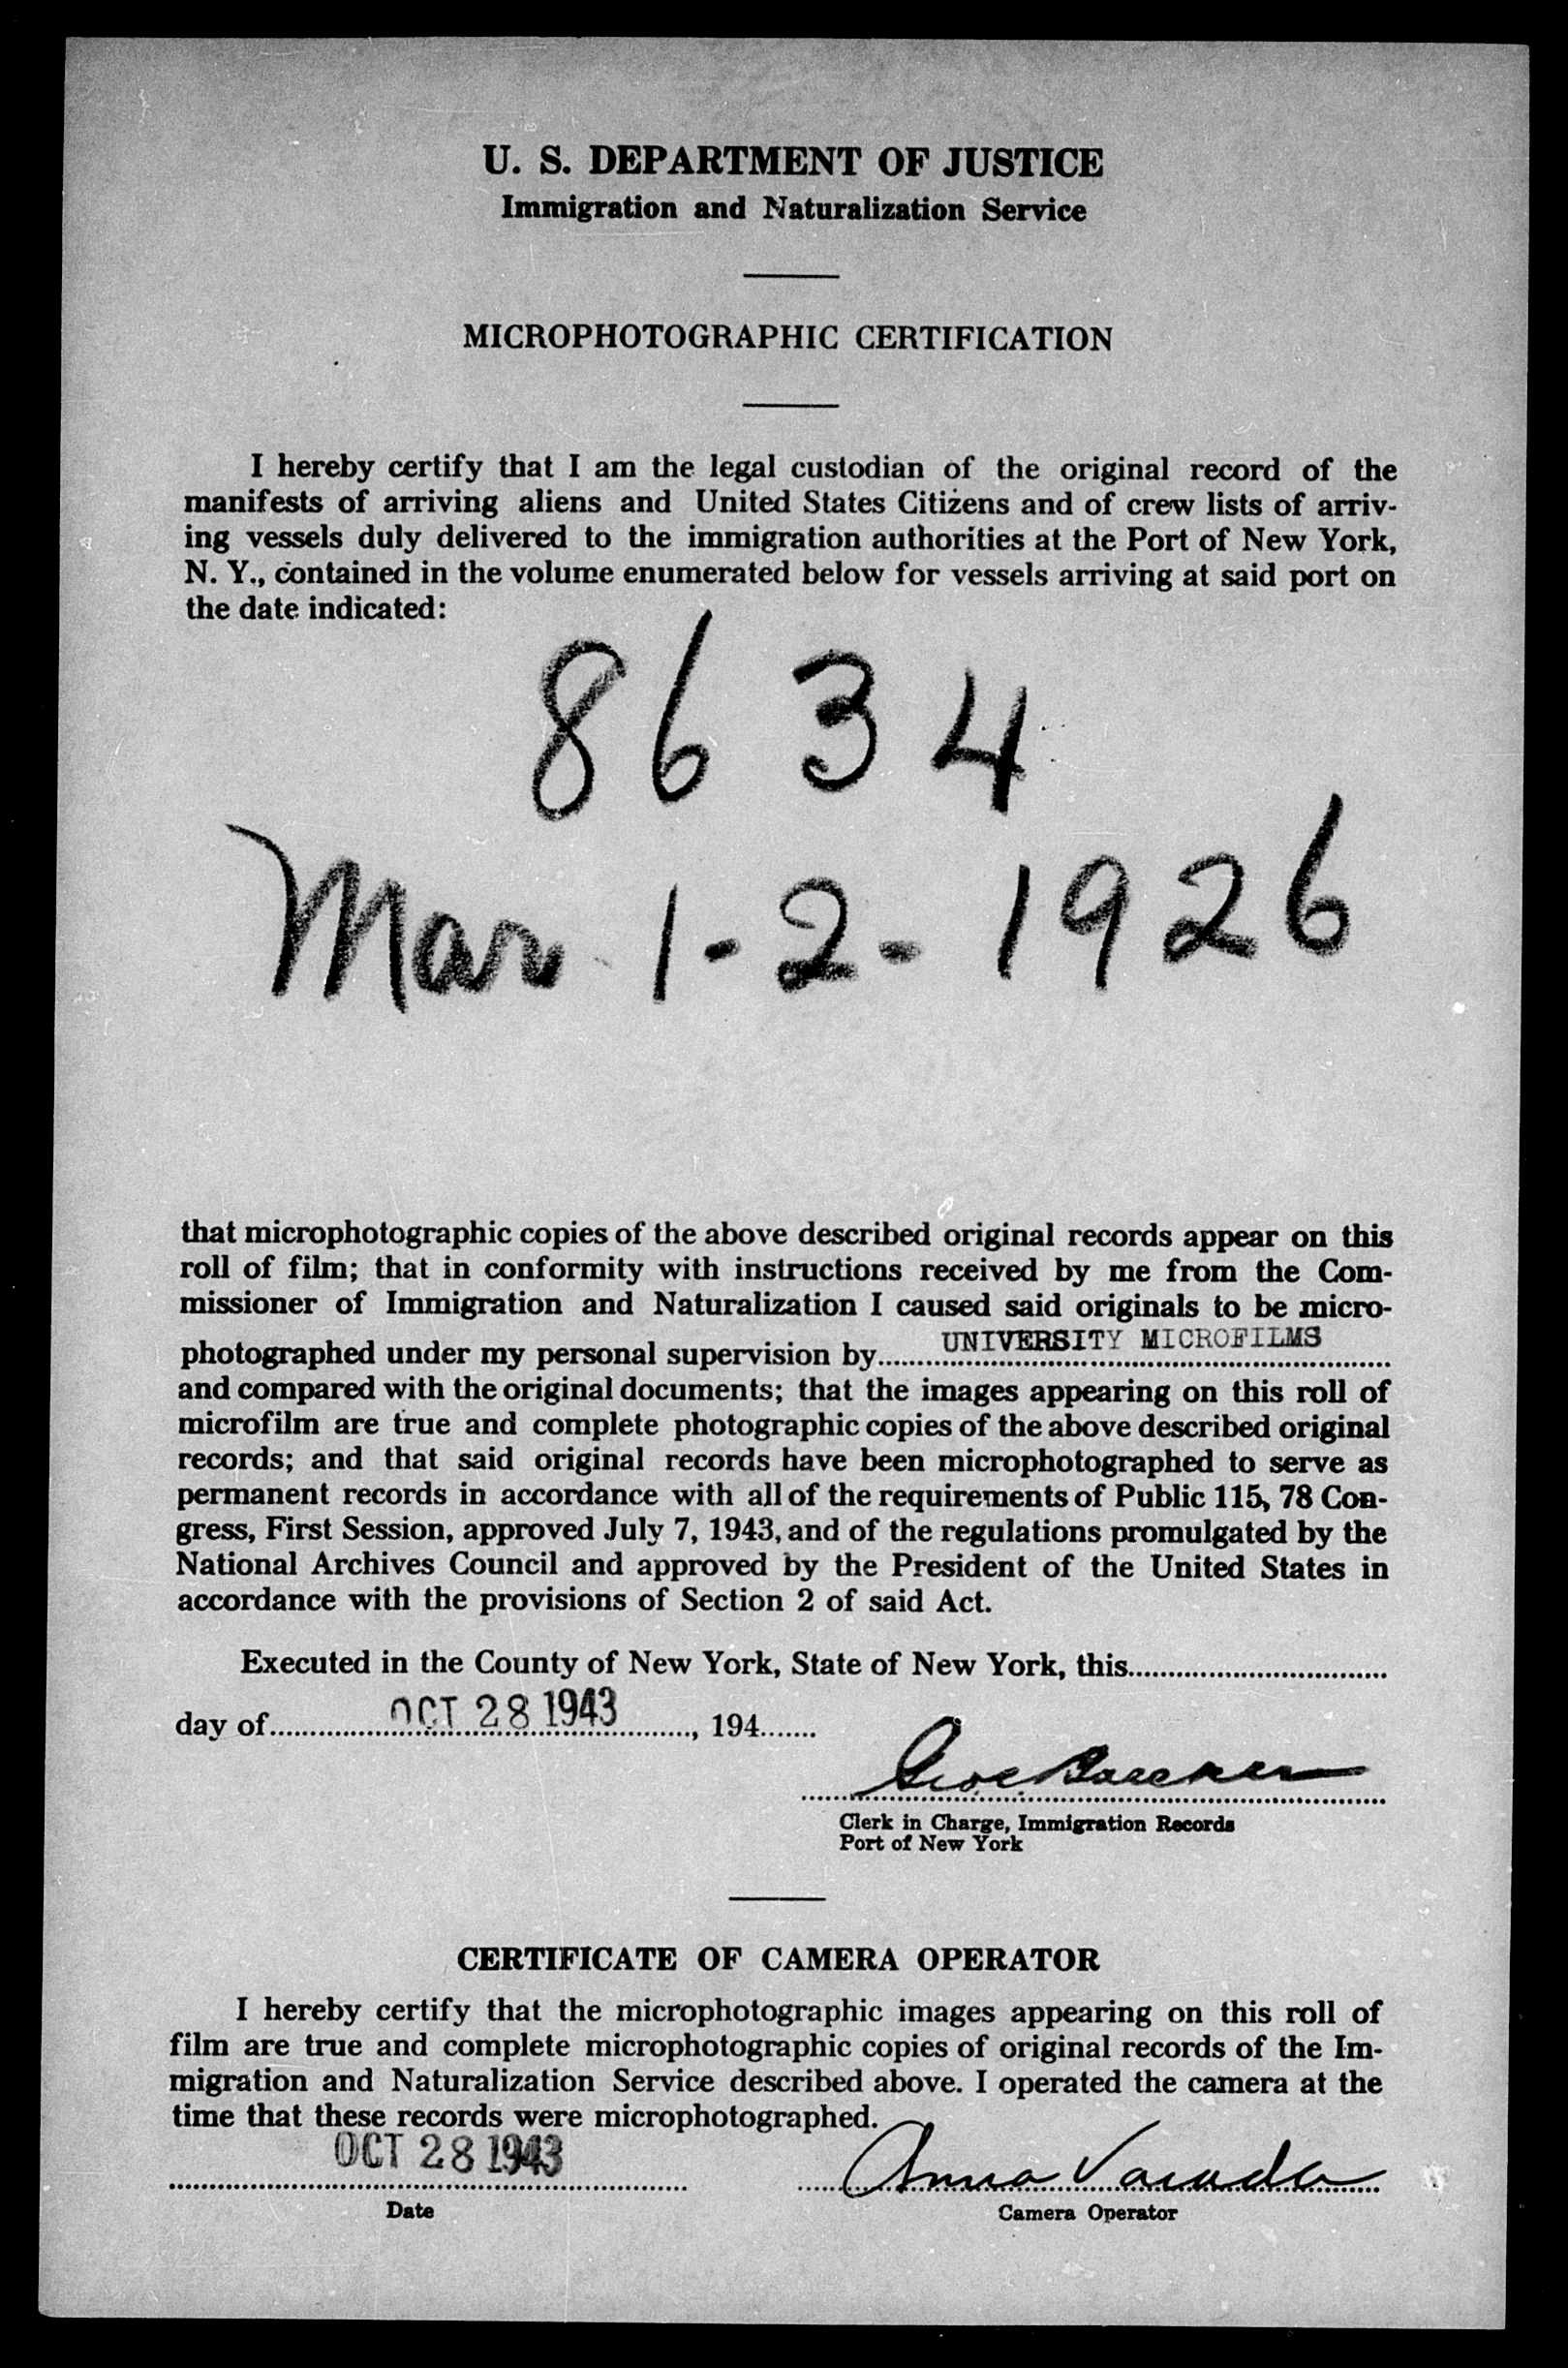 U. S. DEPARTMENT OF JUSTICE
Immigration and Naturalization Service
MICROPHOTOGRAPHIC CERTIFICATION
I hereby certify that I am the legal custodian of the original record of the
manifests of arriving aliens and United States Citizens and of crew lists of arriv-
ing vessels duly delivered to the immigration authorities at the Port of New York,
N. Y., contained in the volume enumerated below for vessels arriving at said port on
the date indicated:
8634
Mar 1-2-1926
that microphotographic copies of the above described original records appear on this
roll of film; that in conformity with instructions received by me from the Com-
missioner of Immigration and Naturalization I caused said originals to be micro-
photographed under my personal supervision by UNIVERSITY MICROFILMS
and compared with the original documents; that the images appearing on this roll of
microfilm are true and complete photographic copies of the above described original
records; and that said original records have been microphotographed to serve as
permanent records in accordance with all of the requirements of Public 115, 78 Con-
gress, First Session, approved July 7, 1943, and of the regulations promulgated by the
National Archives Council and approved by the President of the United States in
accordance with the provisions of Section 2 of said Act.
Executed in the County of New York, State of New York, this
day of OCT 28 1943, 194
Clerk in Charge, Immigration Records
Port of New York
CERTIFICATE OF CAMERA OPERATOR
I hereby certify that the microphotographic images appearing on this roll of
film are true and complete microphotographic copies of original records of the Im-
migration and Naturalization Service described above. I operated the camera at the
time that these records were microphotographed.
OCT 28 1943 Anna
Date Camera Operator